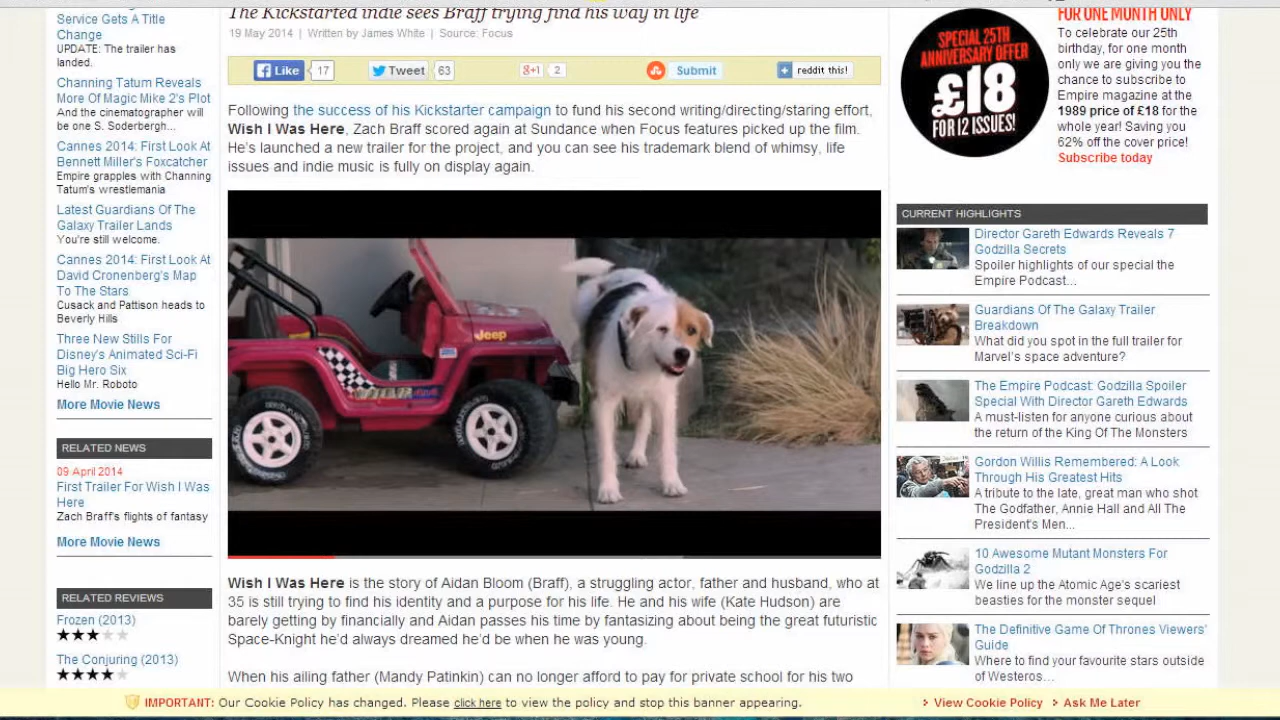 Service Gets A Title
Change
UPDATE: The trailer has
landed.
Channing Tatum Reveals
More Of Magic Mike 2's Plot
And the cinematographer will
be one S. Soderbergh...
Cannes 2014: First Look At
Bennett Miller's Foxcatcher
Empire grapples with Channing
Tatum's wrestlemania
Latest Guardians Of The
Galaxy Trailer Lands
You're still welcome.
Cannes 2014: First Look At
David Cronenberg's Map
To The Stars
Cusack and Pattison heads to
Beverly Hills
Three New Stills For
Disney's Animated Sci-Fi
Big Hero Six
Hello Mr. Roboto
More Movie News
RELATED NEWS
09 April 2014
First Trailer For Wish I Was
Here
Zach Braff's flights of fantasy
More Movie News
RELATED REVIEWS
Frozen (2013)
The Conjuring (2013)
The Kickstarted indie sees Braff trying find his way in life
19 May 2014 | Written by James White | Source: Focus
Like 17 Tweet 63 g+1 2 Submit reddit this!
Following the success of his Kickstarter campaign to fund his second writing/directing/staring effort,
Wish I Was Here, Zach Braff scored again at Sundance when Focus features picked up the film.
He's launched a new trailer for the project, and you can see his trademark blend of whimsy, life
issues and indie music is fully on display again.
Jeep
Wish I Was Here is the story of Aidan Bloom (Braff), a struggling actor, father and husband, who at
35 is still trying to find his identity and a purpose for his life. He and his wife (Kate Hudson) are
barely getting by financially and Aidan passes his time by fantasizing about being the great futuristic
Space-Knight he'd always dreamed he'd be when he was young.
When his ailing father (Mandy Patinkin) can no longer afford to pay for private school for his two
SPECIAL 25TH
ANNIVERSARY OFFER
£18
FOR 12 ISSUES!
FOR ONE MONTH ONLY
To celebrate our 25th
birthday, for one month
only we are giving you the
chance to subscribe to
Empire magazine at the
1989 price of £18 for the
whole year! Saving you
62% off the cover price!
Subscribe today
CURRENT HIGHLIGHTS
Director Gareth Edwards Reveals 7
Godzilla Secrets
Spoiler highlights of our special the
Empire Podcast...
Guardians Of The Galaxy Trailer
Breakdown
What did you spot in the full trailer for
Marvel's space adventure?
The Empire Podcast: Godzilla Spoiler
Special With Director Gareth Edwards
A must-listen for anyone curious about
the return of the King Of The Monsters
Gordon Willis Remembered: A Look
Through His Greatest Hits
A tribute to the late, great man who shot
The Godfather, Annie Hall and All The
President's Men...
10 Awesome Mutant Monsters For
Godzilla 2
We line up the Atomic Age's scariest
beasties for the monster sequel
The Definitive Game Of Thrones Viewers'
Guide
Where to find your favourite stars outside
of Westeros...
IMPORTANT: Our Cookie Policy has changed. Please click here to view the policy and stop this banner appearing.
View Cookie Policy Ask Me Later